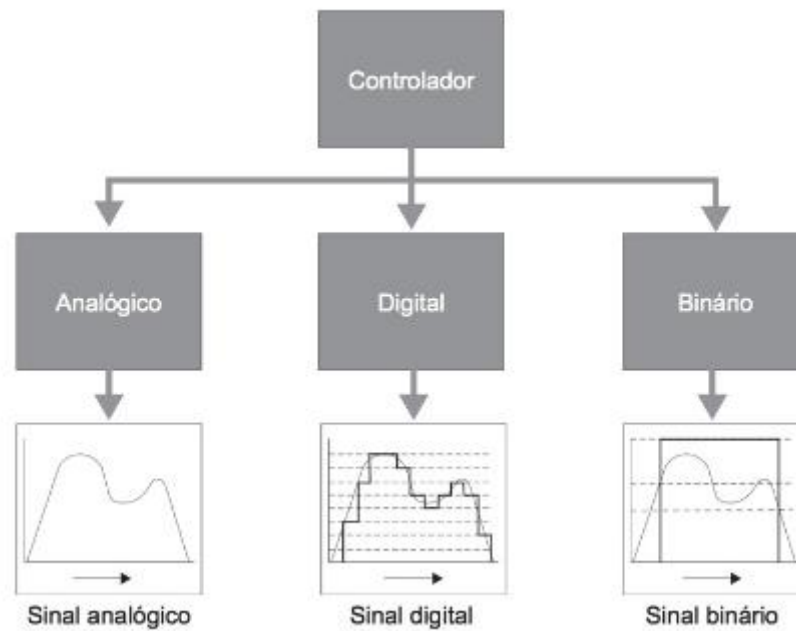 Controlador
Analógico
Digital
Binário
Sinal analógico
Sinal digital
Sinal binário